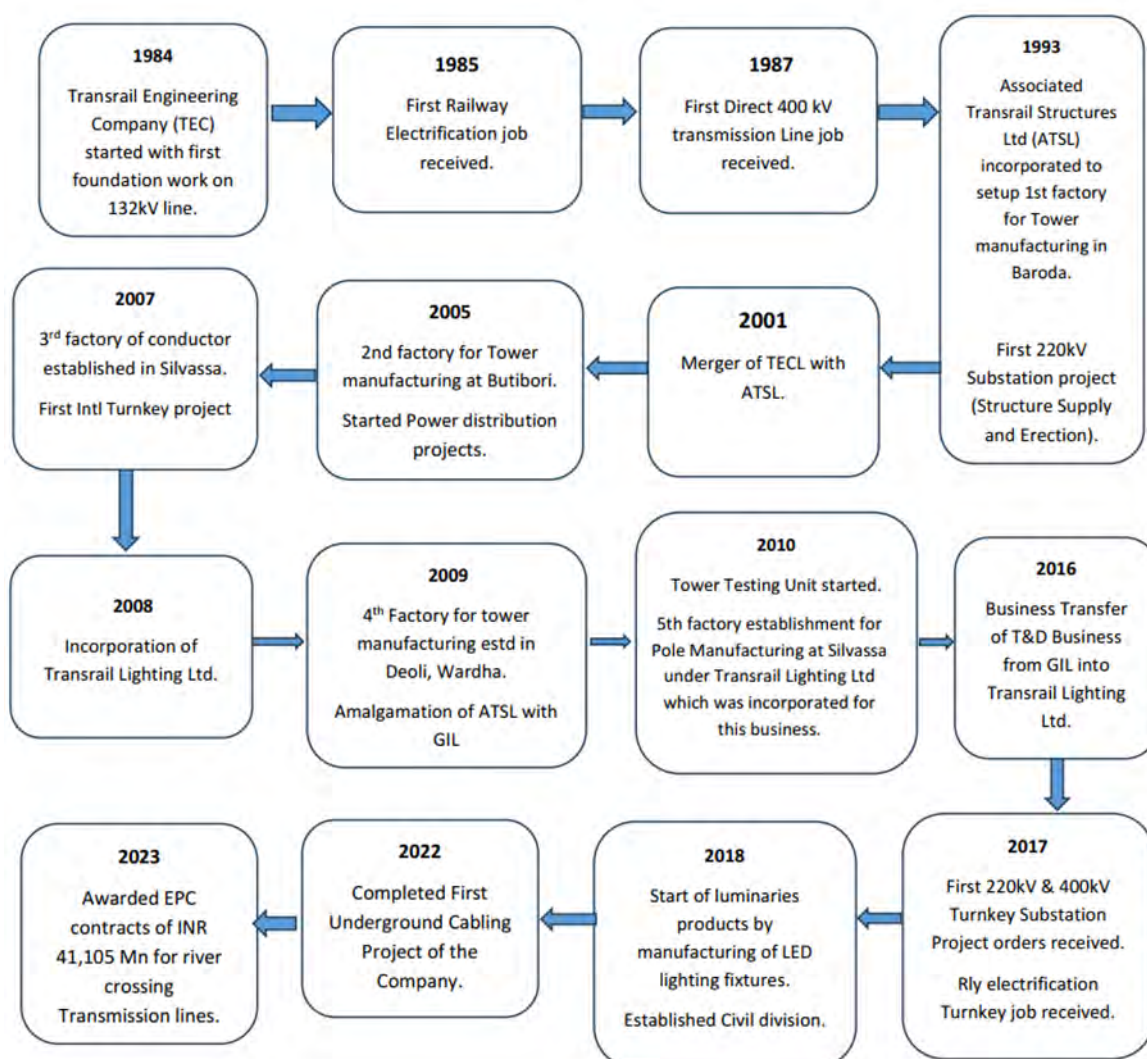 1984
Transrail Engineering
Company (TEC)
started with first
foundation work on
132kV line.
1985
First Railway
Electrification job
received.
1987
First Direct 400 kV
transmission Line job
received.
1993
Associated
Transrail Structures
Ltd (ATSL)
incorporated to
setup 1st factory
for Tower
manufacturing in
Baroda.
First 220kV
Substation project
(Structure Supply
and Erection).
2001
Merger of TECL with
ATSL.
2005
2nd factory for Tower
manufacturing at Butibori.
Started Power distribution
projects.
2007
3rd factory of conductor
established in Silvassa.
First Intl Turnkey project
2008
Incorporation of
Transrail Lighting Ltd.
2009
4th Factory for tower
manufacturing estd in
Deoli, Wardha.
Amalgamation of ATSL with
GIL
2010
Tower Testing Unit started.
5th factory establishment for
Pole Manufacturing at Silvassa
under Transrail Lighting Ltd
which was incorporated for
this business.
2016
Business Transfer
of T&D Business
from GIL into
Transrail Lighting
Ltd.
2017
First 220kV & 400kV
Turnkey Substation
Project orders received.
Rly electrification
Turnkey job received.
2018
Start of luminaries
products by
manufacturing of LED
lighting fixtures.
Established Civil division.
2022
Completed First
Underground Cabling
Project of the
Company.
2023
Awarded EPC
contracts of INR
41,105 Mn for river
crossing
Transmission lines.